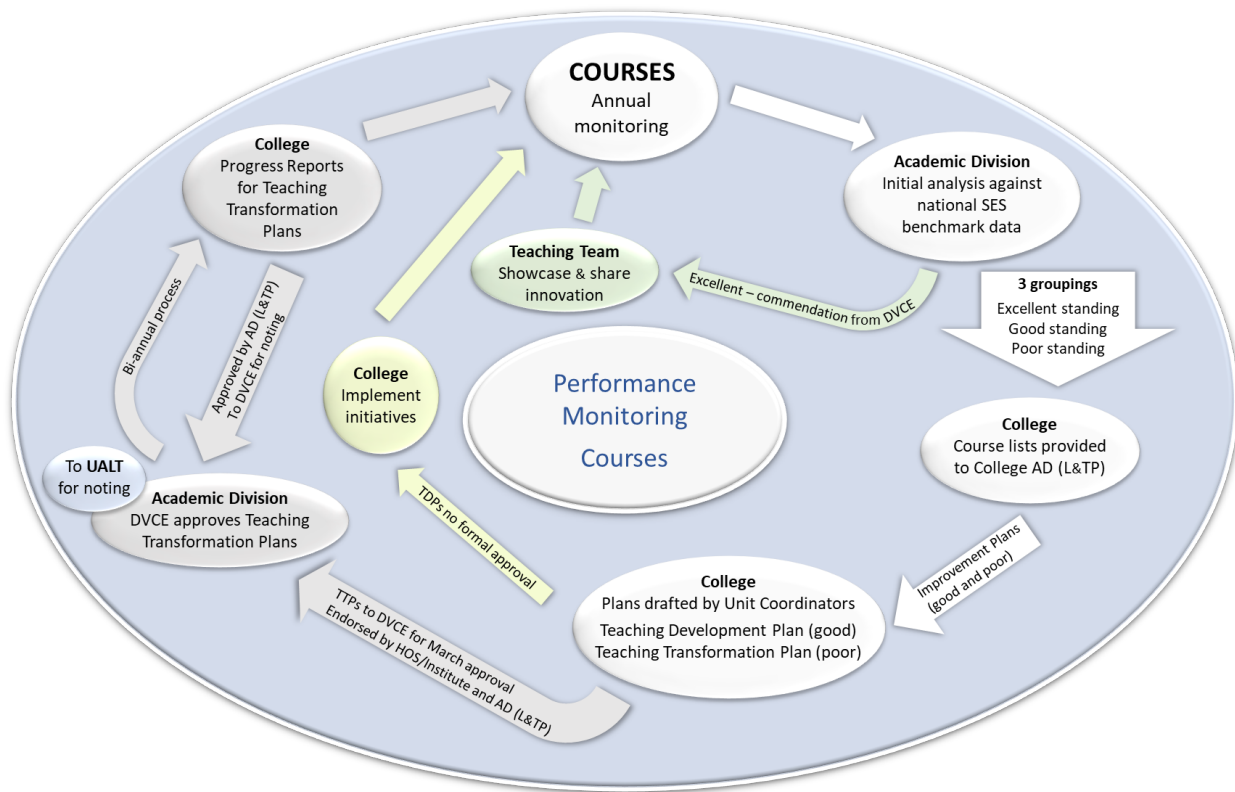 COURSES
Annual
monitoring
College
Progress Reports
for Teaching
Transformation
Plans
Academic Division
Initial analysis against
national SES
benchmark data
Teaching Team
Showcase & share
innovation
Excellent – commendation from DVCE
3 groupings
Excellent standing
Good standing
Poor standing
Bi-annual process
Approved by AD (L&TP)
To DVCE for noting
College
Implement
initiatives
Performance
Monitoring
Courses
College
Course lists provided
to College AD (L&TP)
To UALT
for noting
Academic Division
DVCE approves Teaching
Transformation Plans
TDPs no formal approval
Improvement Plans
(good and poor)
College
Plans drafted by Unit Coordinators
Teaching Development Plan (good)
Teaching Transformation Plan (poor)
TTPs to DVCE for March approval
Endorsed by HOS/Institute and AD (L&TP)